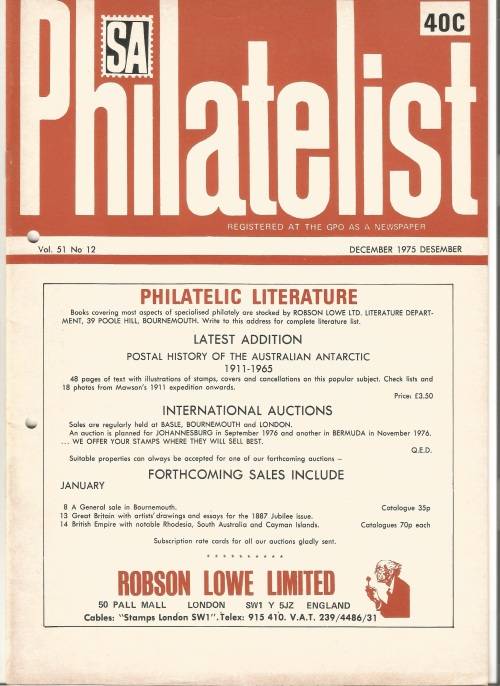 40C
SA
Philatelist
REGISTERED AT THE GPO AS A NEWSPAPER
Vol. 51 No 12
DECEMBER 1975 DESEMBER
PHILATELIC LITERATURE
Books covering most aspects of specialised philately are stocked by ROBSON LOWE LTD. LITERATURE DEPART-
MENT, 39 POOLE HILL, BOURNEMOUTH. Write to this address for complete literature list.
LATEST ADDITION
POSTAL HISTORY OF THE AUSTRALIAN ANTARCTIC
1911-1965
48 pages of text with illustrations of stamps, covers and cancellations on this popular subject. Check lists and
18 photos from Mawson's 1911 expedition onwards.
Price: £3.50
INTERNATIONAL AUCTIONS
Sales are regularly held at BASLE, BOURNEMOUTH and LONDON.
An auction is planned for JOHANNESBURG in September 1976 and another in BERMUDA in November 1976.
... WE OFFER YOUR STAMPS WHERE THEY WILL SELL BEST.
Q.E.D.
Suitable properties can always be accepted for one of our forthcoming auctions –
FORTHCOMING SALES INCLUDE
JANUARY
8 A General sale in Bournemouth. Catalogue 35p
13 Great Britain with artists' drawings and essays for the 1887 Jubilee issue.
14 British Empire with notable Rhodesia, South Australia and Cayman Islands. Catalogues 70p each
Subscription rate cards for all our auctions gladly sent.
* * * * * * * * * *
ROBSON LOWE LIMITED
50 PALL MALL LONDON SW1 Y 5JZ ENGLAND
Cables: "Stamps London SW1". Telex: 915 410. V.A.T. 239/4486/31